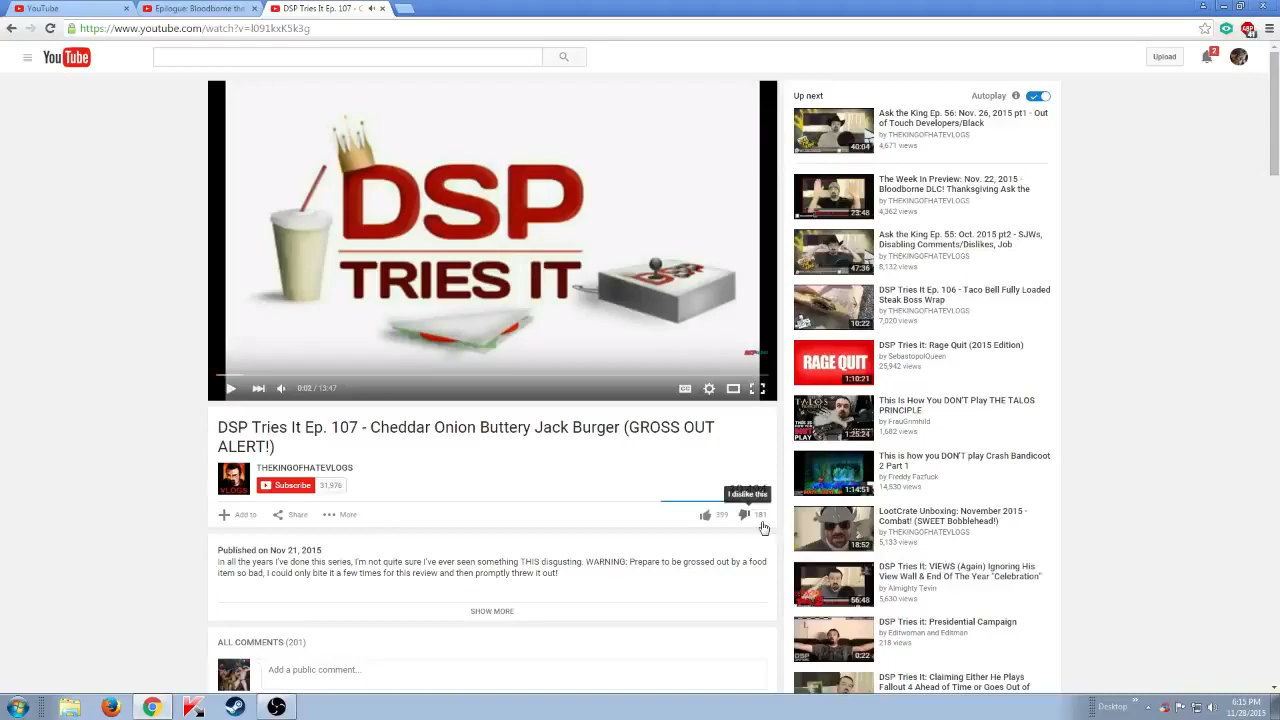 YouTube
Epilogue: Bloodborne the
DSP Tries It Ep. 107 -
https://www.youtube.com/watch?v=l091kxK5k3g
ABP
You Tube
Upload
2
DSP
TRIES IT
0:02 / 13:47
CC
DSP Tries It Ep. 107 - Cheddar Onion Buttery Jack Burger (GROSS OUT
ALERT!)
VLOGS
THEKINGOFHATEVLOGS
Subscribe 31,976
I dislike this
Add to Share More 399 181
Published on Nov 21, 2015
In all the years I've done this series, I'm not quite sure I've ever seen something THIS disgusting. WARNING: Prepare to be grossed out by a food
item so bad, i could only bite it a few times for this review and then promptly threw it out!
SHOW MORE
ALL COMMENTS (201)
Add a public comment...
Up next Autoplay
Ask the King Ep. 56: Nov. 26, 2015 pt1 - Out
of Touch Developers/Black
by THEKINGOFHATEVLOGS
4,671 views
40:04
The Week In Preview: Nov. 22, 2015 -
Bloodborne DLC! Thanksgiving Ask the
by THEKINGOFHATEVLOGS
4,362 views
23:48
Ask the King Ep. 55: Oct. 2015 pt2 - SJWs,
Disabling Comments/Dislikes, Job
by THEKINGOFHATEVLOGS
8,132 views
47:36
DSP Tries It Ep. 106 - Taco Bell Fully Loaded
Steak Boss Wrap
by THEKINGOFHATEVLOGS
7,020 views
10:22
DSP Tries it: Rage Quit (2015 Edition)
by SebastopolQueen
25,942 views
RAGE QUIT
1:10:21
This Is How You DON'T Play THE TALOS
PRINCIPLE
by FrauGrimhild
1,682 views
TALOS
1:25:24
This is how you DON'T play Crash Bandicoot
2 Part 1
by Freddy Fazfuck
14,530 views
1:14:51
LootCrate Unboxing: November 2015 -
Combat! (SWEET Bobblehead!)
by THEKINGOFHATEVLOGS
5,133 views
18:52
DSP Tries It: VIEWS (Again) Ignoring His
View Wall & End Of The Year "Celebration"
by Almighty Tevin
5,630 views
56:48
DSP Tries it: Presidential Campaign
by Editwoman and Editman
218 views
0:22
DSP Tries It: Claiming Either He Plays
Fallout 4 Ahead of Time or Goes Out of
Desktop
6:15 PM
11/28/2015